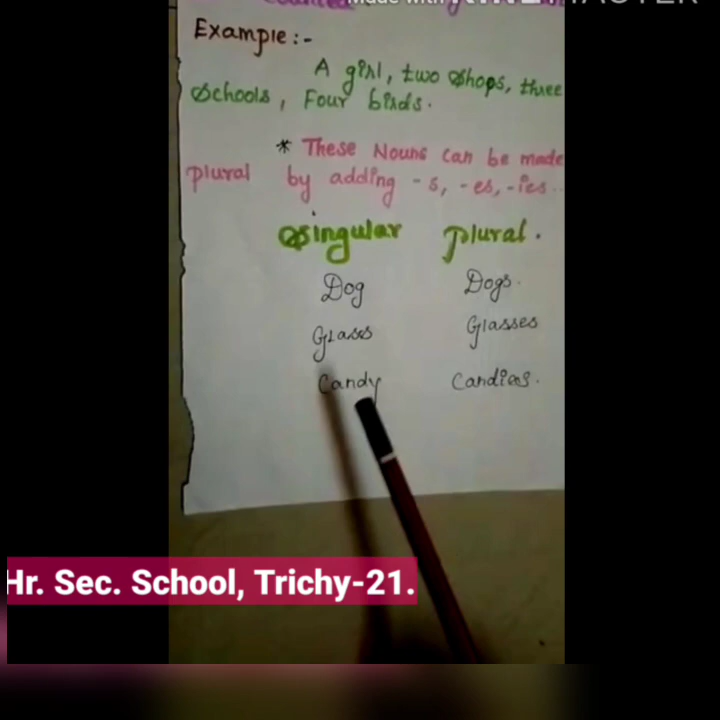 Example:-
A girl, two shops, three
schools, Four birds.
* These Nouns can be made
plural by adding -s, -es, -ies..
Singular plural.
Dog Dogs.
Glass Glasses
Candy Candies.
Hr. Sec. School, Trichy-21.